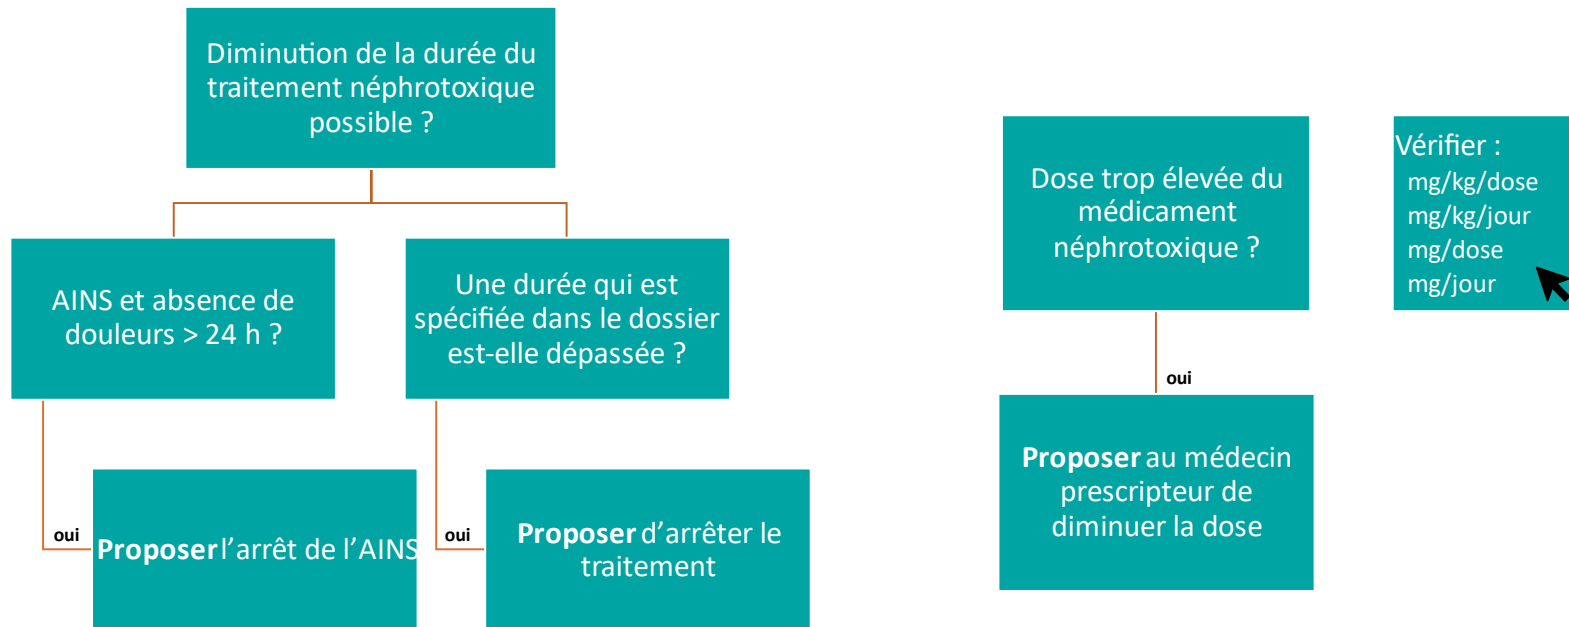 Diminution de la durée du
traitement néphrotoxique
possible ?
AINS et absence de
douleurs > 24 h ?
Une durée qui est
spécifiée dans le dossier
est-elle dépassée ?
oui
Proposer l’arrêt de l’AINS
oui
Proposer d’arrêter le
traitement
Dose trop élevée du
médicament
néphrotoxique ?
oui
Proposer au médecin
prescripteur de
diminuer la dose
Vérifier :
mg/kg/dose
mg/kg/jour
mg/dose
mg/jour